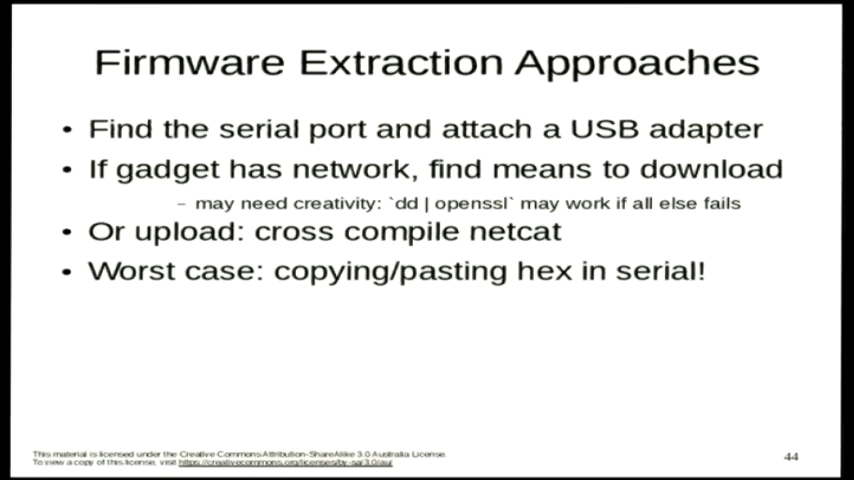 Firmware Extraction Approaches
• Find the serial port and attach a USB adapter
• If gadget has network, find means to download
– may need creativity: `dd | openssl` may work if all else fails
• Or upload: cross compile netcat
• Worst case: copying/pasting hex in serial!
This material is licensed under the Creative Commons Attribution-ShareAlike 3.0 Australia License.
To view a copy of this license, visit https://creativecommons.org/licenses/by-sa/3.0/au/
44